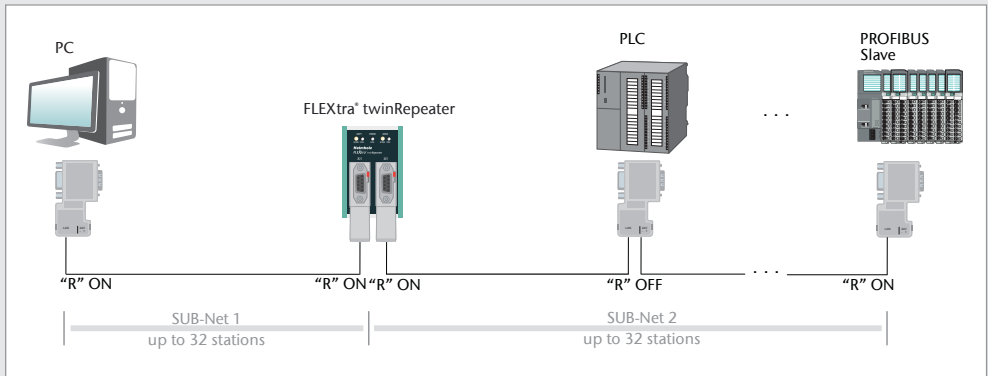 PC
PLC
PROFIBUS
Slave
FLEXtra® twinRepeater
. . .
Helmholz
. . .
"R" ON
"R" ON
"R" ON
"R" OFF
"R" ON
SUB-Net 1
up to 32 stations
SUB-Net 2
up to 32 stations